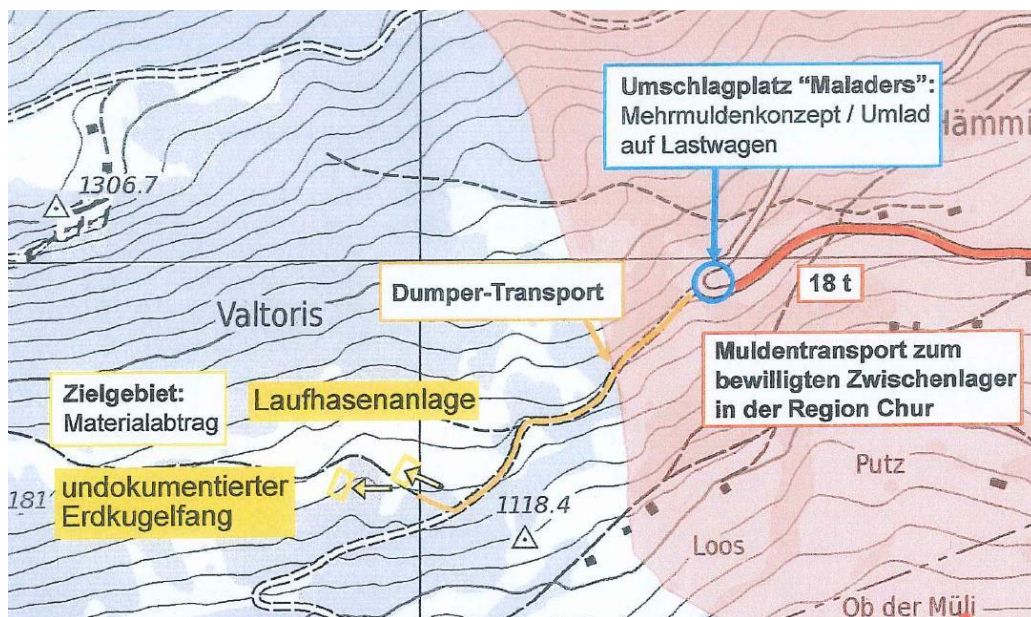 Umschlagplatz “Maladers”:
Mehrmuldenkonzept / Umlad
auf Lastwagen
Hämmi
1306.7
Dumper-Transport
18 t
Valtoris
Muldentransport zum
bewilligten Zwischenlager
in der Region Chur
Zielgebiet:
Materialabtrag
Laufhasenanlage
Putz
undokumentierter
Erdkugelfang
181
1118.4
Loos
Ob der Müli